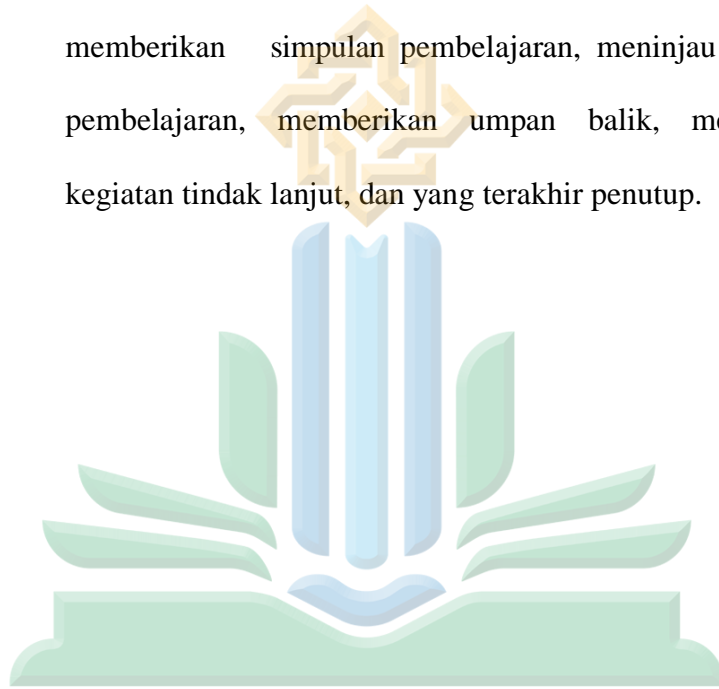 memberikan simpulan pembelajaran, meninjau
pembelajaran, memberikan umpan balik,
kegiatan tindak lanjut, dan yang terakhir penutup.